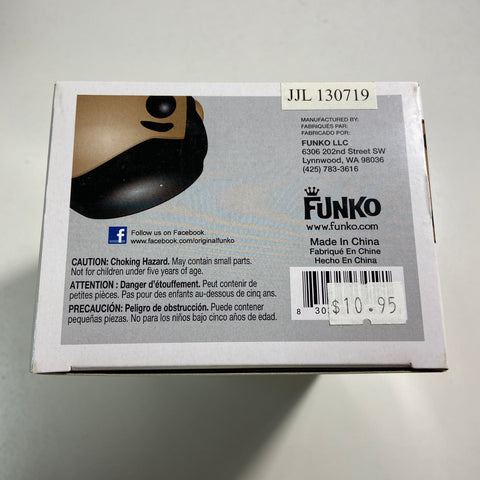 JJL 130719
MANUFACTURED BY:
FABRIQUÉS PAR:
FABRICADO POR:
FUNKO LLC
6306 202nd Street SW
Lynnwood, WA 98036
(425) 783-3616
FUNKO
www.funko.com
Made In China
Fabriqué En Chine
Hecho En China
f
Follow us on Facebook
www.facebook.com/originalfunko
CAUTION: Choking Hazard. May contain small parts.
Not for children under five years of age.
ATTENTION : Danger d'étouffement. Peut contenir de
petites pièces. Pas pour des enfants au-dessous de cinq ans.
PRECAUCIÓN: Peligro de obstrucción. Puede contener
pequeñas piezas. No para los niños bajo cinco años de edad.
8 30
$10.95